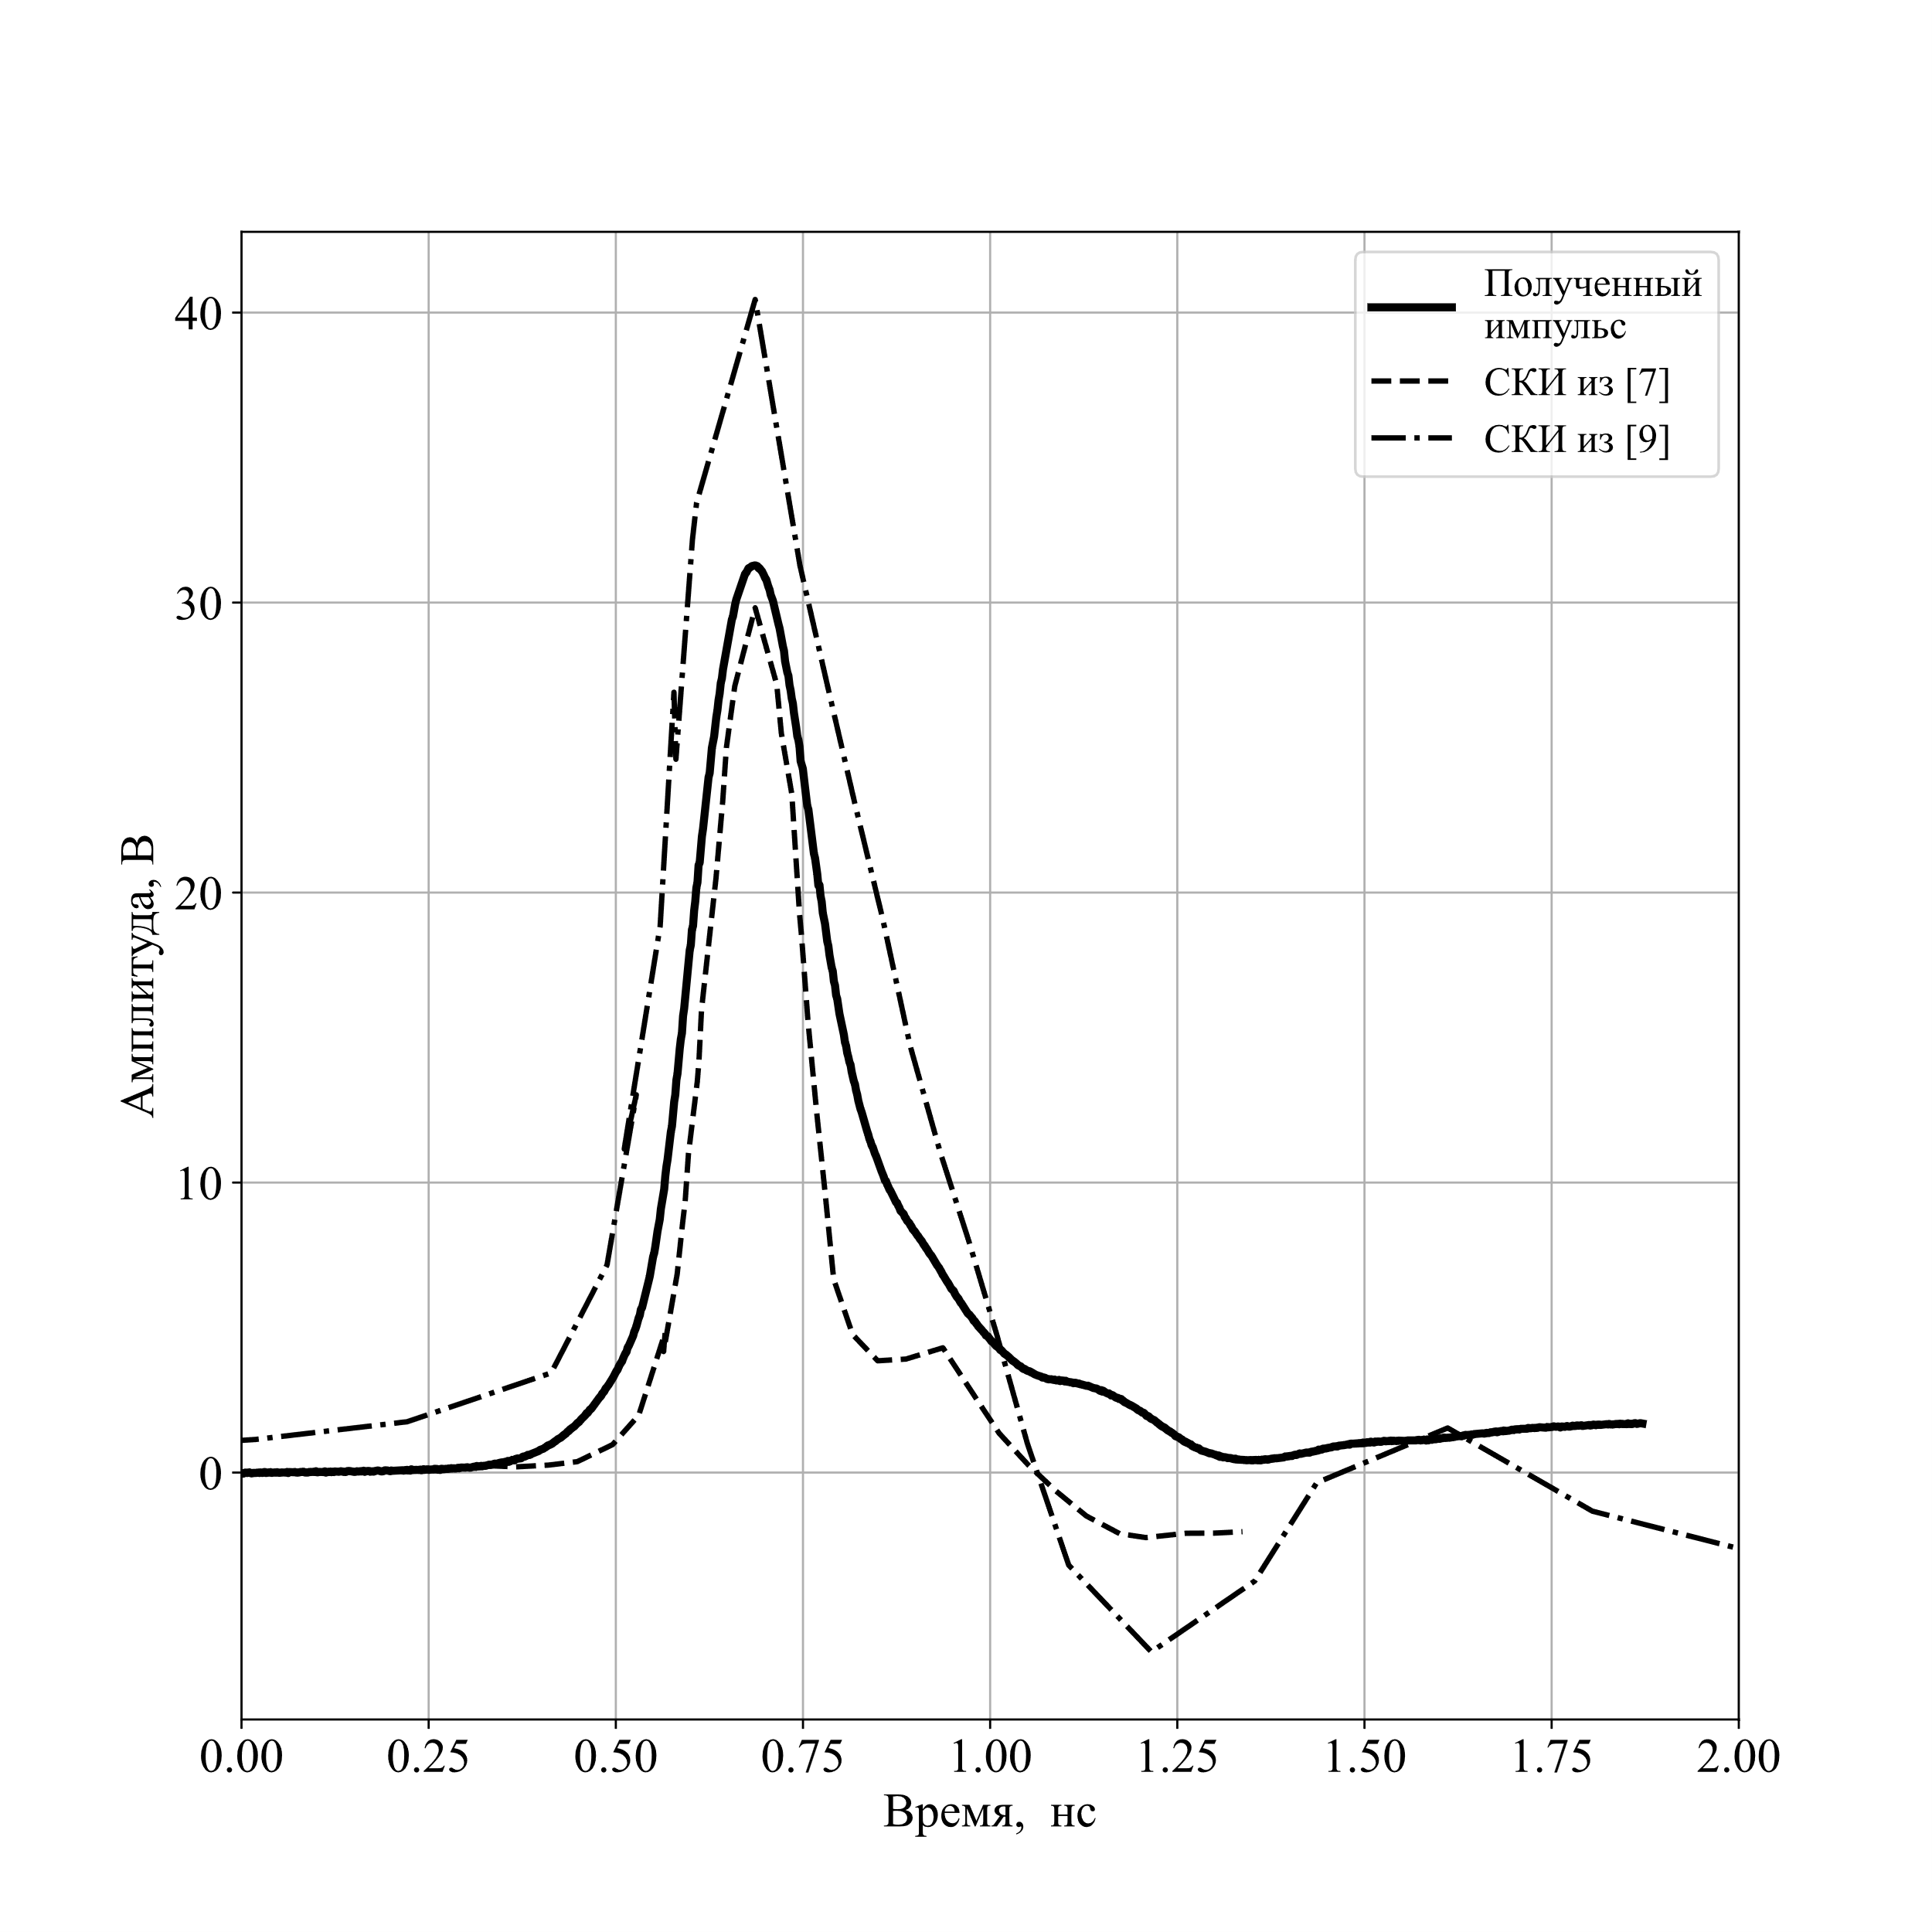 Полученный
импульс
СКИ из [7]
СКИ из [9]
40
30
20
10
0
Амплитуда, В
0.00 0.25 0.50 0.75 1.00 1.25 1.50 1.75 2.00
Время, нс